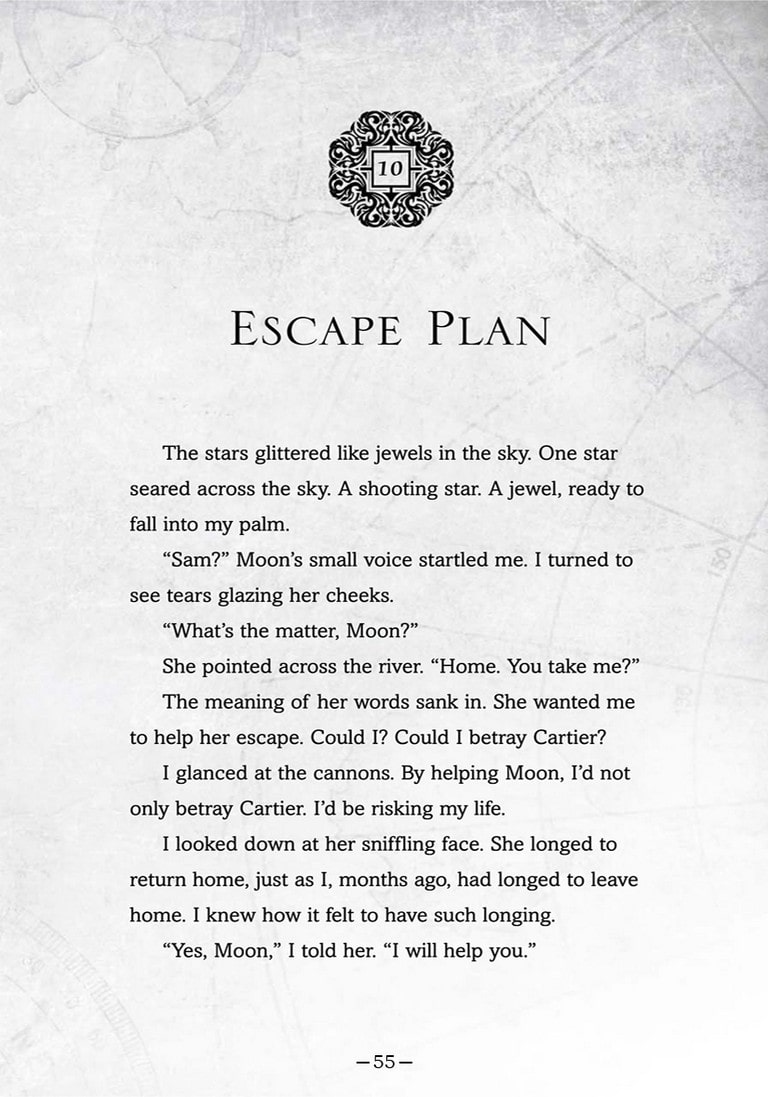 10
Escape Plan
The stars glittered like jewels in the sky. One star
seared across the sky. A shooting star. A jewel, ready to
fall into my palm.
“Sam?” Moon’s small voice startled me. I turned to
see tears glazing her cheeks.
“What’s the matter, Moon?”
She pointed across the river. “Home. You take me?”
The meaning of her words sank in. She wanted me
to help her escape. Could I? Could I betray Cartier?
I glanced at the cannons. By helping Moon, I’d not
only betray Cartier. I’d be risking my life.
I looked down at her sniffling face. She longed to
return home, just as I, months ago, had longed to leave
home. I knew how it felt to have such longing.
“Yes, Moon,” I told her. “I will help you.”
150
130
—55—